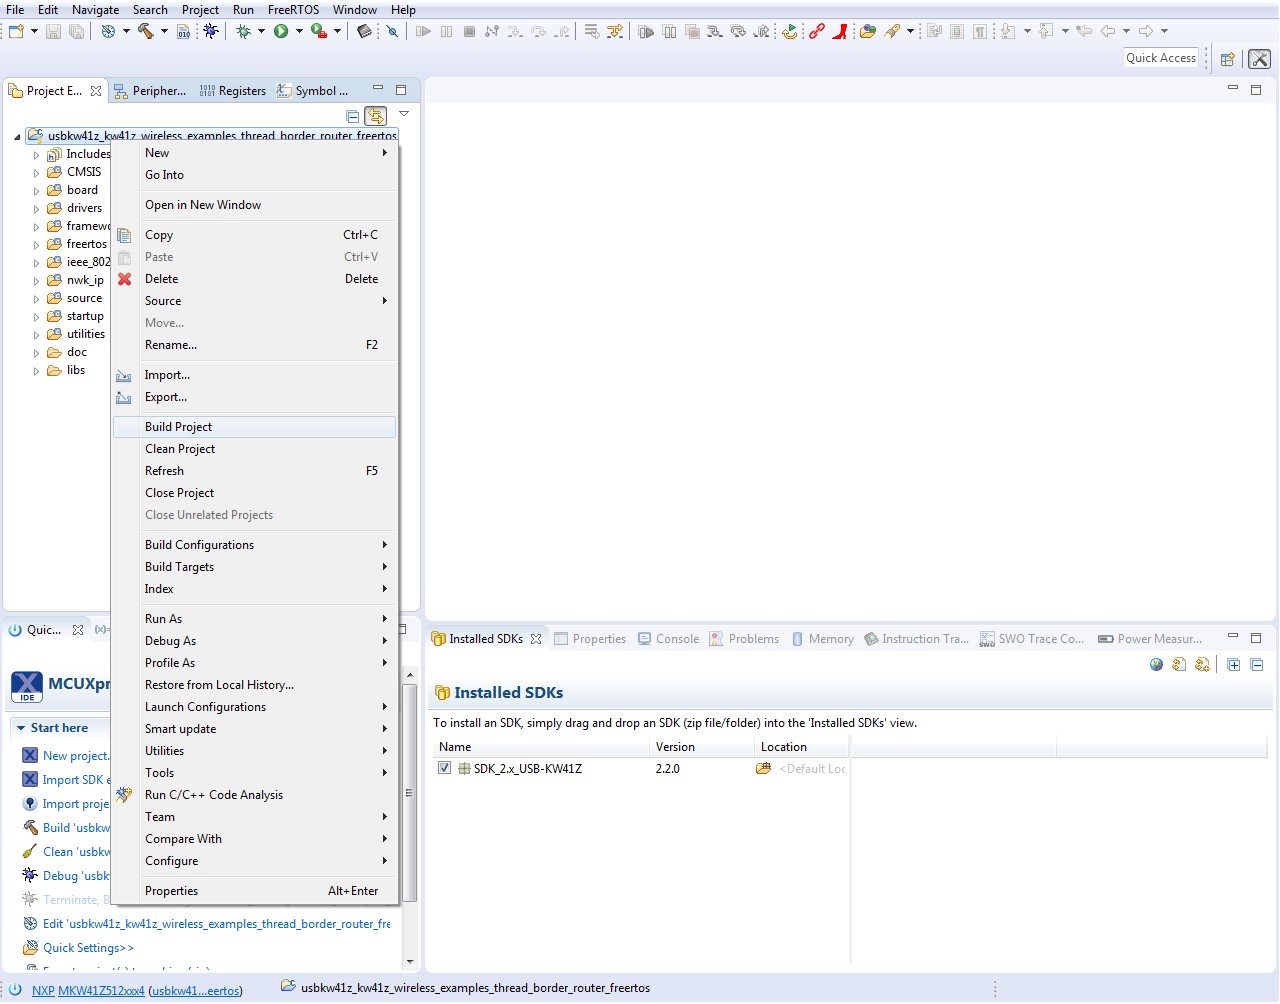 File Edit Navigate Search Project Run FreeRTOS Window Help
Quick Access
Project E... Peripher... Registers Symbol ...
usbkw41z_kw41z_wireless_examples_thread_border_router_freertos
Includes
CMSIS
board
drivers
framewo
freertos
ieee_802
nwk_ip
source
startup
utilities
doc
libs
New
Go Into
Open in New Window
Copy Ctrl+C
Paste Ctrl+V
Delete Delete
Source
Move...
Rename... F2
Import...
Export...
Build Project
Clean Project
Refresh F5
Close Project
Close Unrelated Projects
Build Configurations
Build Targets
Index
Run As
Debug As
Profile As
Restore from Local History...
Launch Configurations
Smart update
Utilities
Tools
Run C/C++ Code Analysis
Team
Compare With
Configure
Properties Alt+Enter
Quic... (x)=
IDE
MCUXpr
Start here
New project.
Import SDK e
Import proje
Build 'usbkw
Clean 'usbkw
Debug 'usbk
Terminate, B
Edit 'usbkw41z_kw41z_wireless_examples_thread_border_router_fre
Quick Settings>>
Installed SDKs Properties Console Problems Memory Instruction Tra... SWO Trace Co... Power Measur...
Installed SDKs
To install an SDK, simply drag and drop an SDK (zip file/folder) into the 'Installed SDKs' view.
Name Version Location
SDK_2.x_USB-KW41Z 2.2.0 <Default Loc
NXP MKW41Z512xxx4 (usbkw41...eertos) usbkw41z_kw41z_wireless_examples_thread_border_router_freertos